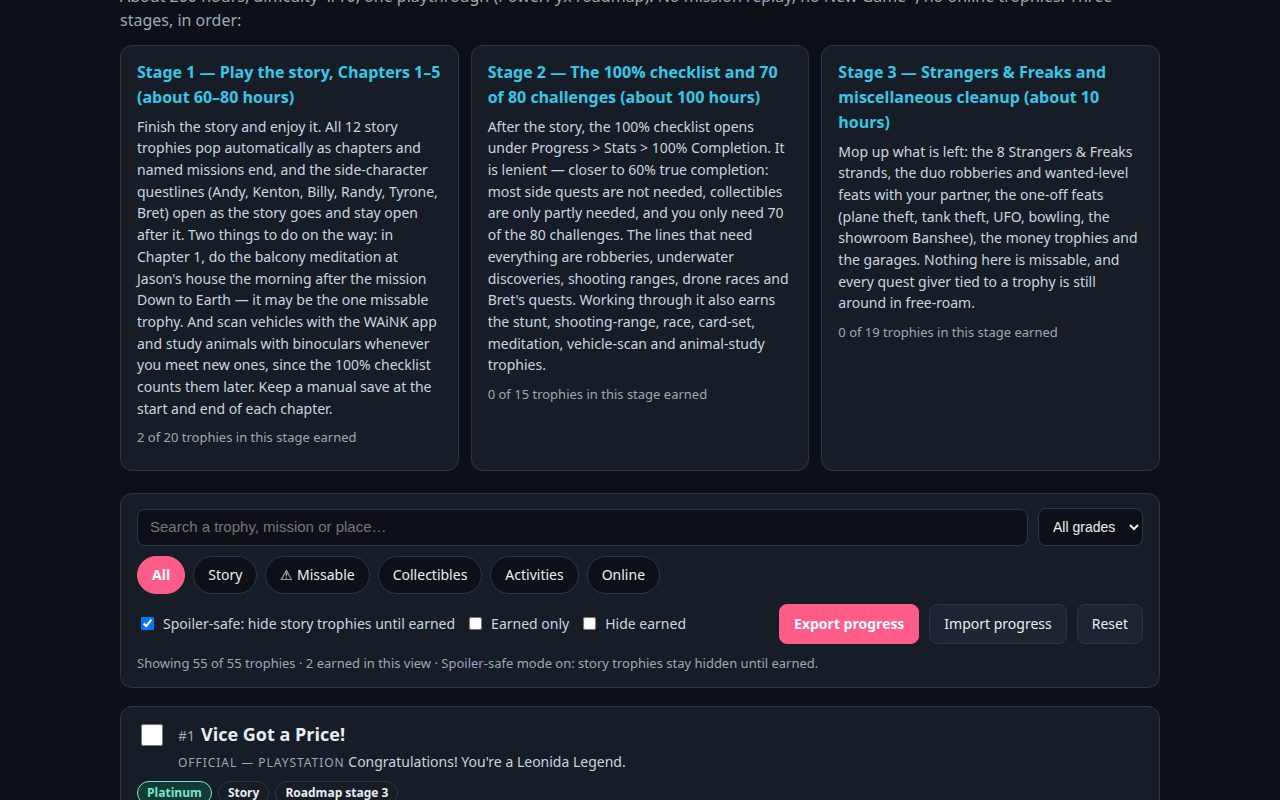 stages, in order:
Stage 1 — Play the story, Chapters 1–5
(about 60–80 hours)
Finish the story and enjoy it. All 12 story
trophies pop automatically as chapters and
named missions end, and the side-character
questlines (Andy, Kenton, Billy, Randy, Tyrone,
Bret) open as the story goes and stay open
after it. Two things to do on the way: in
Chapter 1, do the balcony meditation at
Jason's house the morning after the mission
Down to Earth — it may be the one missable
trophy. And scan vehicles with the WAiNK app
and study animals with binoculars whenever
you meet new ones, since the 100% checklist
counts them later. Keep a manual save at the
start and end of each chapter.
2 of 20 trophies in this stage earned
Stage 2 — The 100% checklist and 70
of 80 challenges (about 100 hours)
After the story, the 100% checklist opens
under Progress > Stats > 100% Completion. It
is lenient — closer to 60% true completion:
most side quests are not needed, collectibles
are only partly needed, and you only need 70
of the 80 challenges. The lines that need
everything are robberies, underwater
discoveries, shooting ranges, drone races and
Bret's quests. Working through it also earns
the stunt, shooting-range, race, card-set,
meditation, vehicle-scan and animal-study
trophies.
0 of 15 trophies in this stage earned
Stage 3 — Strangers & Freaks and
miscellaneous cleanup (about 10
hours)
Mop up what is left: the 8 Strangers & Freaks
strands, the duo robberies and wanted-level
feats with your partner, the one-off feats
(plane theft, tank theft, UFO, bowling, the
showroom Banshee), the money trophies and
the garages. Nothing here is missable, and
every quest giver tied to a trophy is still
around in free-roam.
0 of 19 trophies in this stage earned
Search a trophy, mission or place…
All grades
All
Story
⚠ Missable
Collectibles
Activities
Online
Spoiler-safe: hide story trophies until earned
Earned only
Hide earned
Export progress
Import progress
Reset
Showing 55 of 55 trophies · 2 earned in this view · Spoiler-safe mode on: story trophies stay hidden until earned.
#1 Vice Got a Price!
OFFICIAL — PLAYSTATION Congratulations! You're a Leonida Legend.
Platinum
Story
Roadmap stage 3